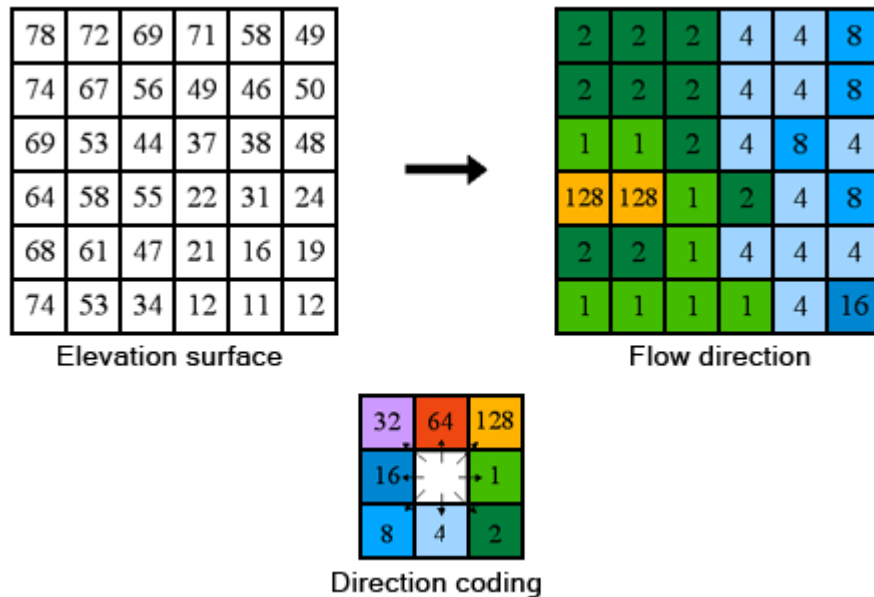 78 72 69 71 58 49
74 67 56 49 46 50
69 53 44 37 38 48
64 58 55 22 31 24
68 61 47 21 16 19
74 53 34 12 11 12
Elevation surface
2 2 2 4 4 8
2 2 2 4 4 8
1 1 2 4 8 4
128 128 1 2 4 8
2 2 1 4 4 4
1 1 1 1 4 16
Flow direction
32 64 128
16 1
8 4 2
Direction coding